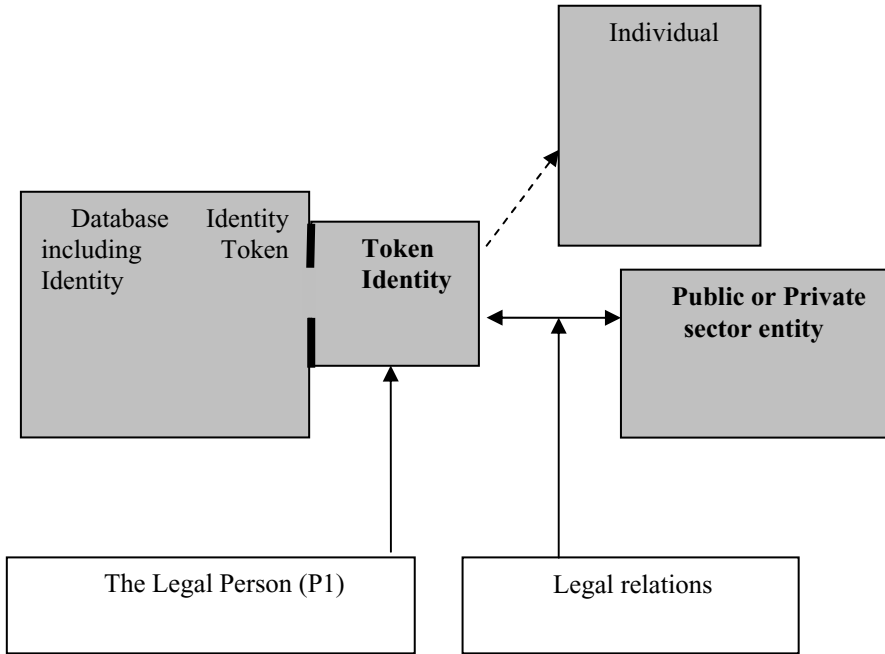 Individual
Database Identity
including Token
Identity
Token
Identity
Public or Private
sector entity
The Legal Person (P1)
Legal relations